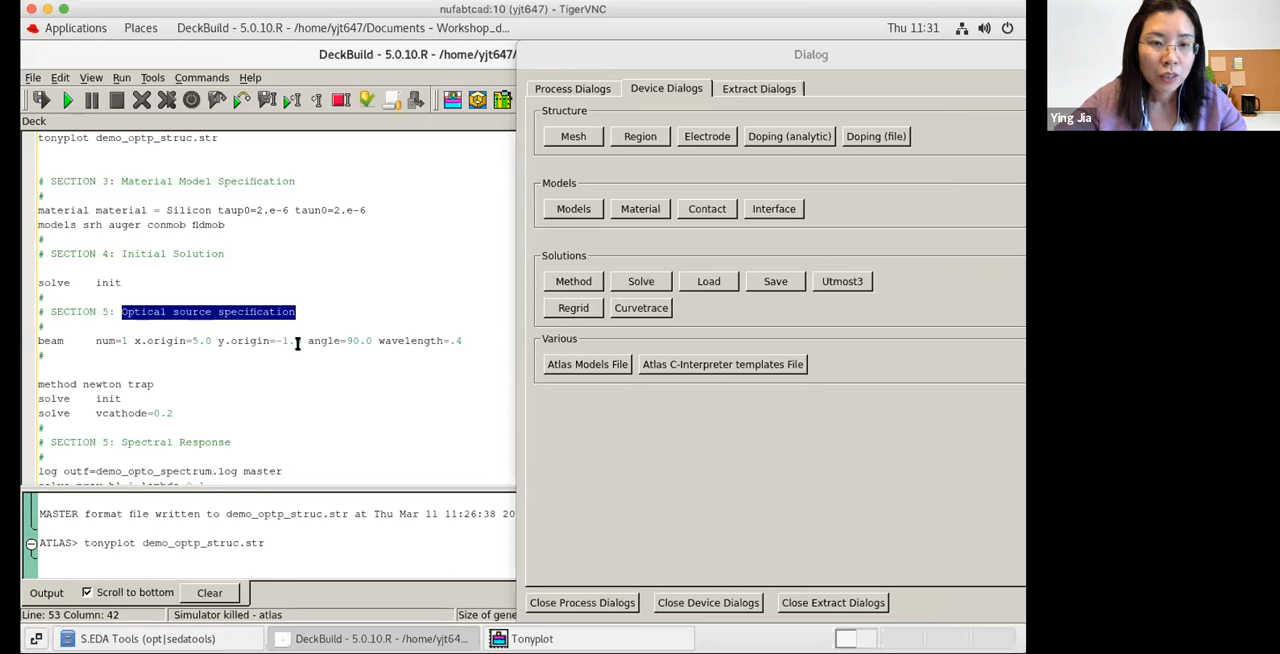 nufabtcad:10 (yjt647) - TigerVNC
Applications Places DeckBuild - 5.0.10.R - /home/yjt647/Documents - Workshop_d... Thu 11:31
DeckBuild - 5.0.10.R - /home/yjt647/
Dialog
File Edit View Run Tools Commands Help
Process Dialogs Device Dialogs Extract Dialogs
Structure
Deck
Mesh Region Electrode Doping (analytic) Doping (file)
tonyplot demo_optp_struc.str
# SECTION 3: Material Model Specification
#
material material = Silicon taup0=2.e-6 taun0=2.e-6
models srh auger conmob fldmob
#
# SECTION 4: Initial Solution
solve init
#
# SECTION 5: Optical source specification
#
beam num=1 x.origin=5.0 y.origin=-1. angle=90.0 wavelength=.4
#
method newton trap
solve init
solve vcathode=0.2
#
# SECTION 5: Spectral Response
#
log outf=demo_opto_spectrum.log master
Models
Models Material Contact Interface
Solutions
Method Solve Load Save Utmost3
Regrid Curvetrace
Various
Atlas Models File Atlas C-Interpreter templates File
MASTER format file written to demo_optp_struc.str at Thu Mar 11 11:26:38 20
ATLAS> tonyplot demo_optp_struc.str
Output Scroll to bottom Clear
Close Process Dialogs Close Device Dialogs Close Extract Dialogs
Line: 53 Column: 42 Simulator killed - atlas Size of gene
S.EDA Tools (opt|sedatools) DeckBuild - 5.0.10.R - /home/yjt64... Tonyplot
Ying Jia